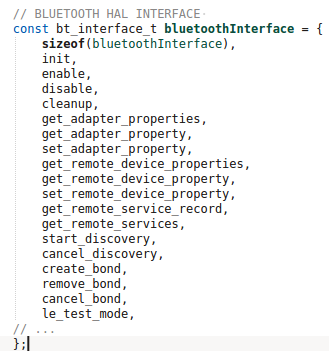 // BLUETOOTH HAL INTERFACE
const bt_interface_t bluetoothInterface = {
    sizeof(bluetoothInterface),
    init,
    enable,
    disable,
    cleanup,
    get_adapter_properties,
    get_adapter_property,
    set_adapter_property,
    get_remote_device_properties,
    get_remote_device_property,
    set_remote_device_property,
    get_remote_service_record,
    get_remote_services,
    start_discovery,
    cancel_discovery,
    create_bond,
    remove_bond,
    cancel_bond,
    le_test_mode,
// ...
};